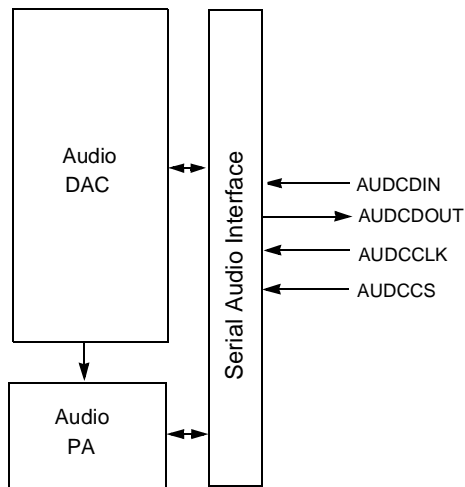 Audio
DAC
Serial Audio Interface
AUDCDIN
AUDCDOUT
AUDCCLK
AUDCCS
Audio
PA